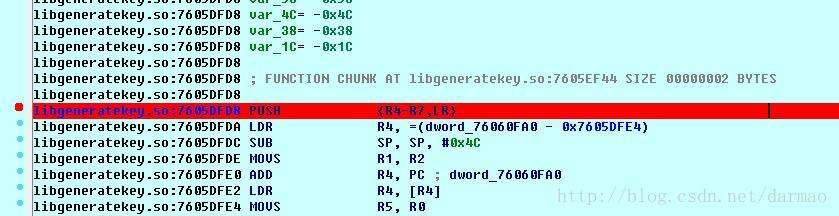 libgeneratekey.so:7605DFD8 var_4C= -0x4C
libgeneratekey.so:7605DFD8 var_38= -0x38
libgeneratekey.so:7605DFD8 var_1C= -0x1C
libgeneratekey.so:7605DFD8
libgeneratekey.so:7605DFD8 ; FUNCTION CHUNK AT libgeneratekey.so:7605EF44 SIZE 00000002 BYTES
libgeneratekey.so:7605DFD8
libgeneratekey.so:7605DFD8 PUSH {R4-R7,LR}
libgeneratekey.so:7605DFDA LDR R4, =(dword_76060FA0 - 0x7605DFE4)
libgeneratekey.so:7605DFDC SUB SP, SP, #0x4C
libgeneratekey.so:7605DFDE MOVS R1, R2
libgeneratekey.so:7605DFE0 ADD R4, PC ; dword_76060FA0
libgeneratekey.so:7605DFE2 LDR R4, [R4]
libgeneratekey.so:7605DFE4 MOVS R5, R0
http://blog.csdn.net/darmao